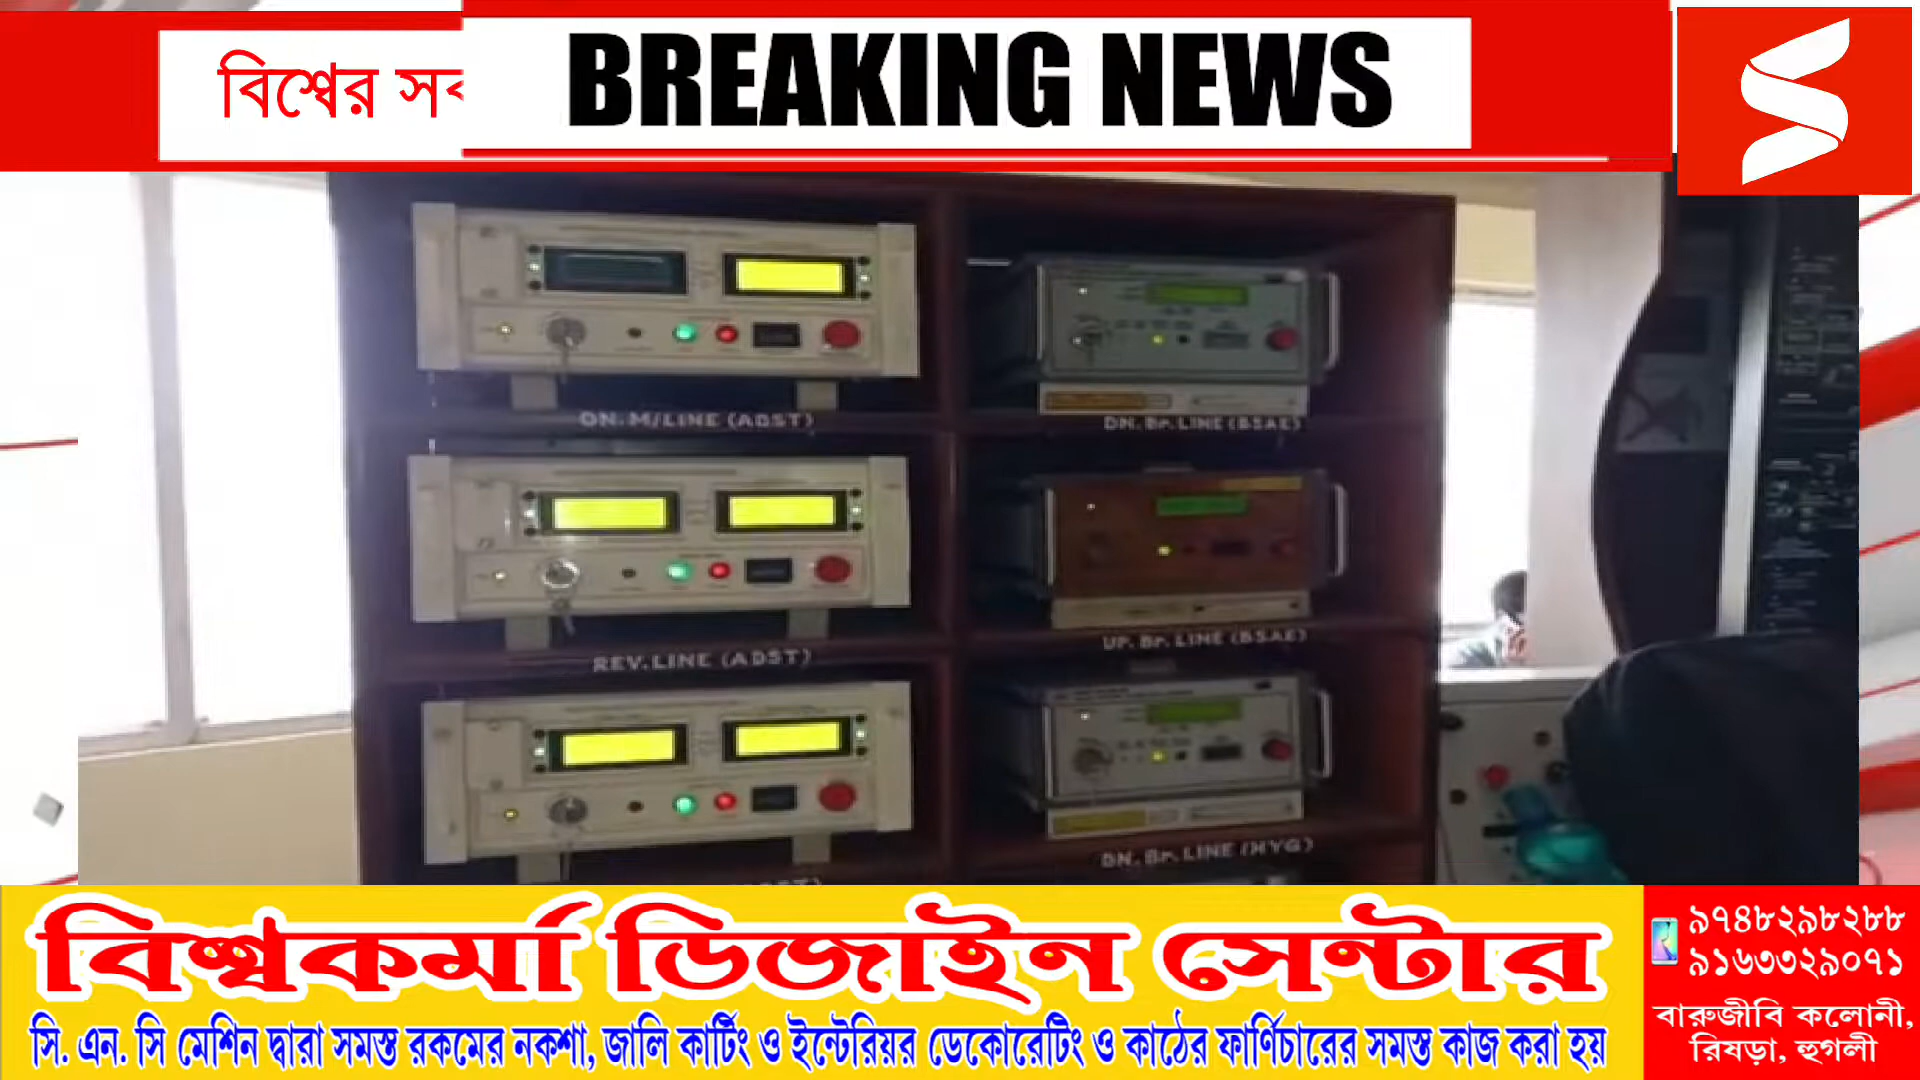 বিশ্বের সব
BREAKING NEWS
DN. M/LINE (ADST)
DN. Br. LINE (BSAE)
REV. LINE (ADST)
UP. Br. LINE (BSAE)
DN. Br. LINE (HYG)
বিশ্বকর্মা ডিজাইন সেন্টার
সি. এন. সি মেশিন দ্বারা সমস্ত রকমের নকশা, জালি কার্টিং ও ইন্টেরিয়র ডেকোরেটিং ও কাঠের ফার্ণিচারের সমস্ত কাজ করা হয়
৯৭৪৮২৯৮২৮৮
৯১৬৩৩২৯০৭১
বারুজীবি কলোনী,
রিষড়া, হুগলী